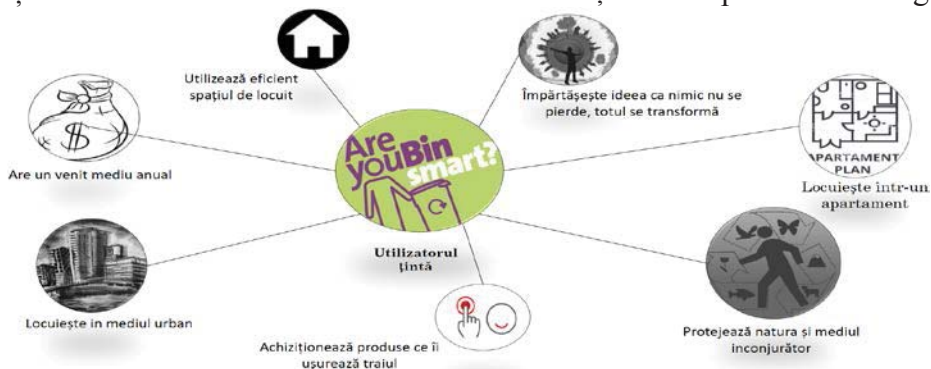 Utilizează eficient
spațiul de locuit
Împărtășește ideea ca nimic nu se
pierde, totul se transformă
Are un venit mediu anual
Are
youBin
smart?
APARTAMENT
PLAN
Locuiește într-un
apartament
Utilizatorul
țintă
Locuiește in mediul urban
Achiziționează produse ce îi
ușurează traiul
Protejează natura și mediul
inconjurător